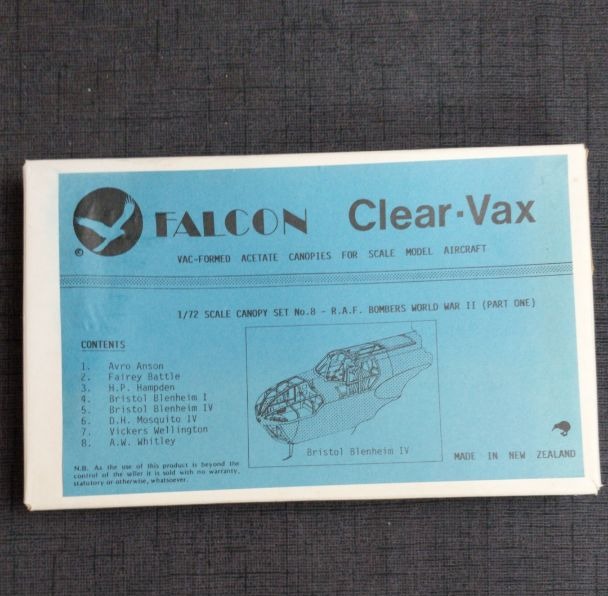 FALCON Clear·Vax
©
VAC-FORMED ACETATE CANOPIES FOR SCALE MODEL AIRCRAFT
1/72 SCALE CANOPY SET No.8 - R.A.F. BOMBERS WORLD WAR II (PART ONE)
CONTENTS
1. Avro Anson
2. Fairey Battle
3. H.P. Hampden
4. Bristol Blenheim I
5. Bristol Blenheim IV
6. D.H. Mosquito IV
7. Vickers Wellington
8. A.W. Whitley
Bristol Blenheim IV
MADE IN NEW ZEALAND
N.B. As the use of this product is beyond the
control of the seller it is sold with no warranty,
statutory or otherwise, whatsoever.